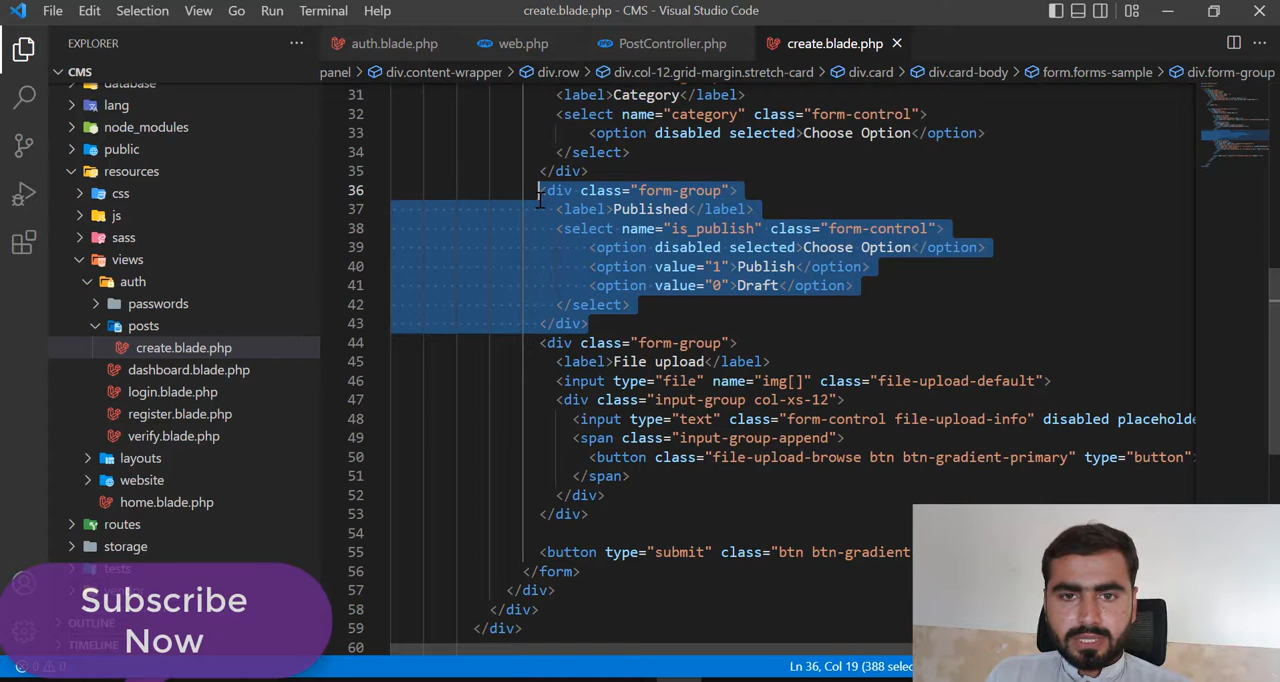 File Edit Selection View Go Run Terminal Help
create.blade.php - CMS - Visual Studio Code
EXPLORER
auth.blade.php
web.php
PostController.php
create.blade.php
CMS
panel > div.content-wrapper > div.row > div.col-12.grid-margin.stretch-card > div.card > div.card-body > form.forms-sample > div.form-group
database
lang
node_modules
public
resources
css
js
sass
views
auth
passwords
posts
create.blade.php
dashboard.blade.php
login.blade.php
register.blade.php
verify.blade.php
layouts
website
home.blade.php
routes
storage
tests
OUTLINE
TIMELINE
31 <label>Category</label>
32 <select name="category" class="form-control">
33 <option disabled selected>Choose Option</option>
34 </select>
35 </div>
36 <div class="form-group">
37 <label>Published</label>
38 <select name="is_publish" class="form-control">
39 <option disabled selected>Choose Option</option>
40 <option value="1">Publish</option>
41 <option value="0">Draft</option>
42 </select>
43 </div>
44 <div class="form-group">
45 <label>File upload</label>
46 <input type="file" name="img[]" class="file-upload-default">
47 <div class="input-group col-xs-12">
48 <input type="text" class="form-control file-upload-info" disabled placeholde
49 <span class="input-group-append">
50 <button class="file-upload-browse btn btn-gradient-primary" type="button">
51 </span>
52 </div>
53 </div>
54
55 <button type="submit" class="btn btn-gradient
56 </form>
57 </div>
58 </div>
59 </div>
60
Subscribe
Now
0 0
Ln 36, Col 19 (388 selec